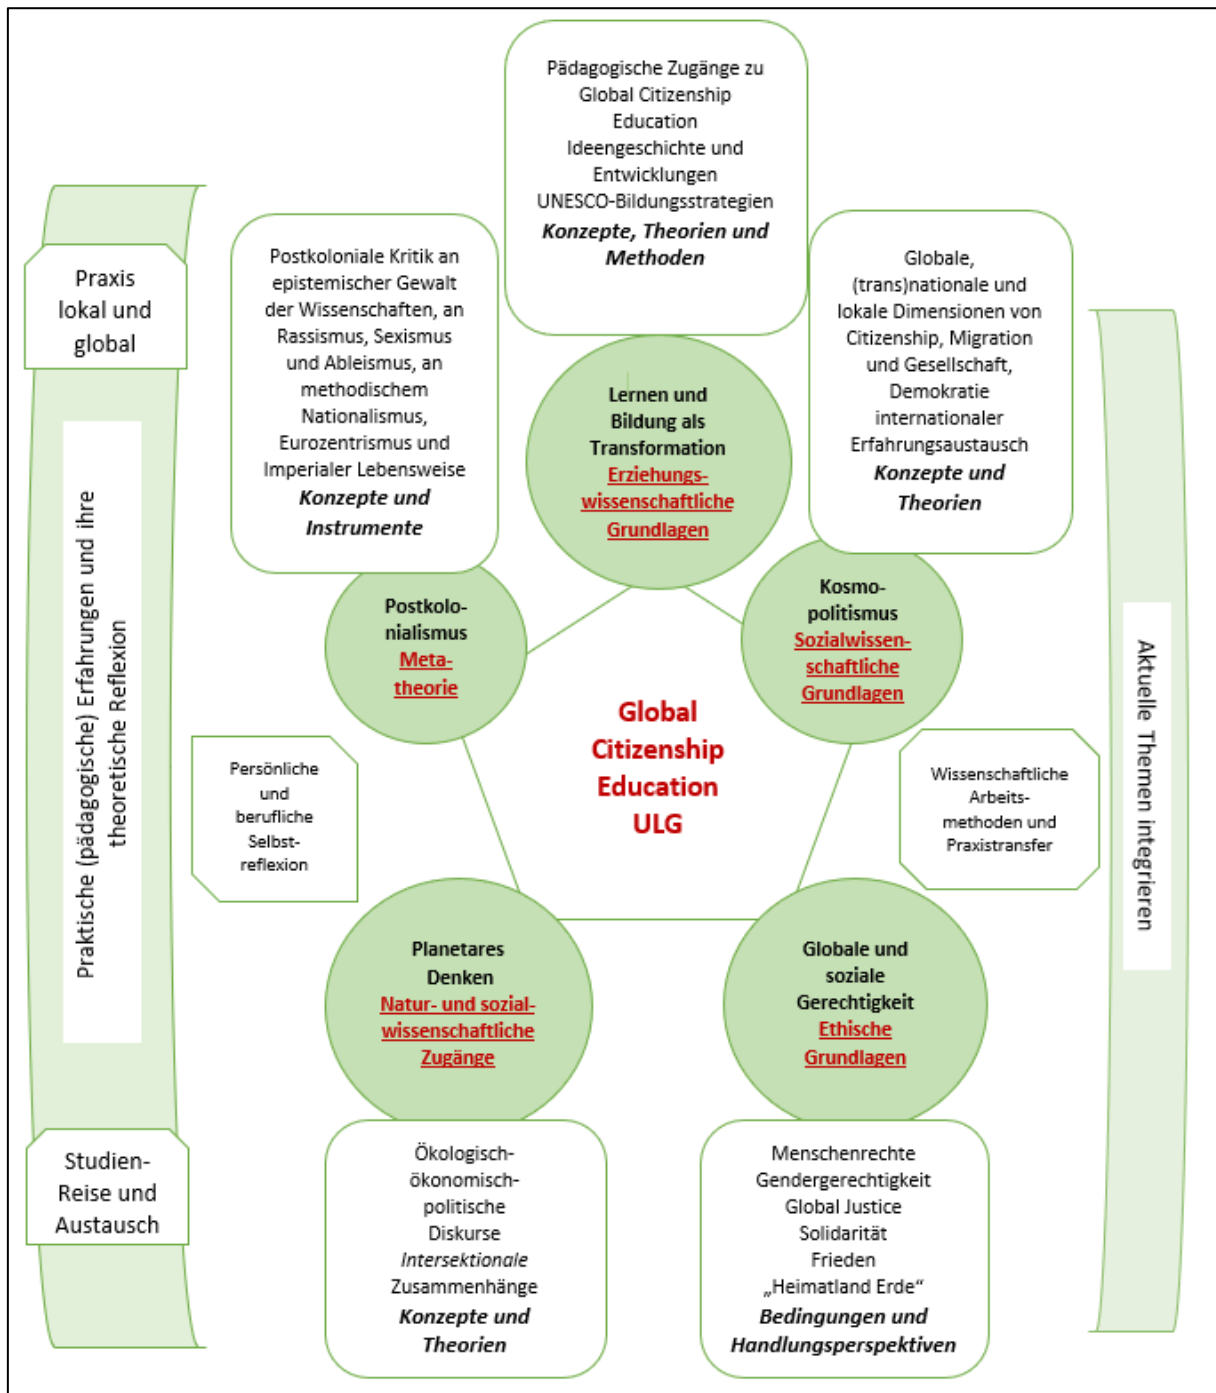 Pädagogische Zugänge zu
Global Citizenship
Education
Ideengeschichte und
Entwicklungen
UNESCO-Bildungsstrategien
Konzepte, Theorien und
Methoden
Postkoloniale Kritik an
epistemischer Gewalt
der Wissenschaften, an
Rassismus, Sexismus
und Ableismus, an
methodischem
Nationalismus,
Eurozentrismus und
Imperialer Lebensweise
Konzepte und
Instrumente
Globale,
(trans)nationale und
lokale Dimensionen von
Citizenship, Migration
und Gesellschaft,
Demokratie
internationaler
Erfahrungsaustausch
Konzepte und
Theorien
Praxis
lokal und
global
Praktische (pädagogische) Erfahrungen und ihre
theoretische Reflexion
Studien-
Reise und
Austausch
Lernen und
Bildung als
Transformation
Erziehungs-
wissenschaftliche
Grundlagen
Postkolo-
nialismus
Meta-
theorie
Kosmo-
politismus
Sozialwissen-
schaftliche
Grundlagen
Global
Citizenship
Education
ULG
Persönliche
und
berufliche
Selbst-
reflexion
Wissenschaftliche
Arbeits-
methoden und
Praxistransfer
Aktuelle Themen integrieren
Planetares
Denken
Natur- und sozial-
wissenschaftliche
Zugänge
Globale und
soziale
Gerechtigkeit
Ethische
Grundlagen
Ökologisch-
ökonomisch-
politische
Diskurse
Intersektionale
Zusammenhänge
Konzepte und
Theorien
Menschenrechte
Gendergerechtigkeit
Global Justice
Solidarität
Frieden
„Heimatland Erde“
Bedingungen und
Handlungsperspektiven